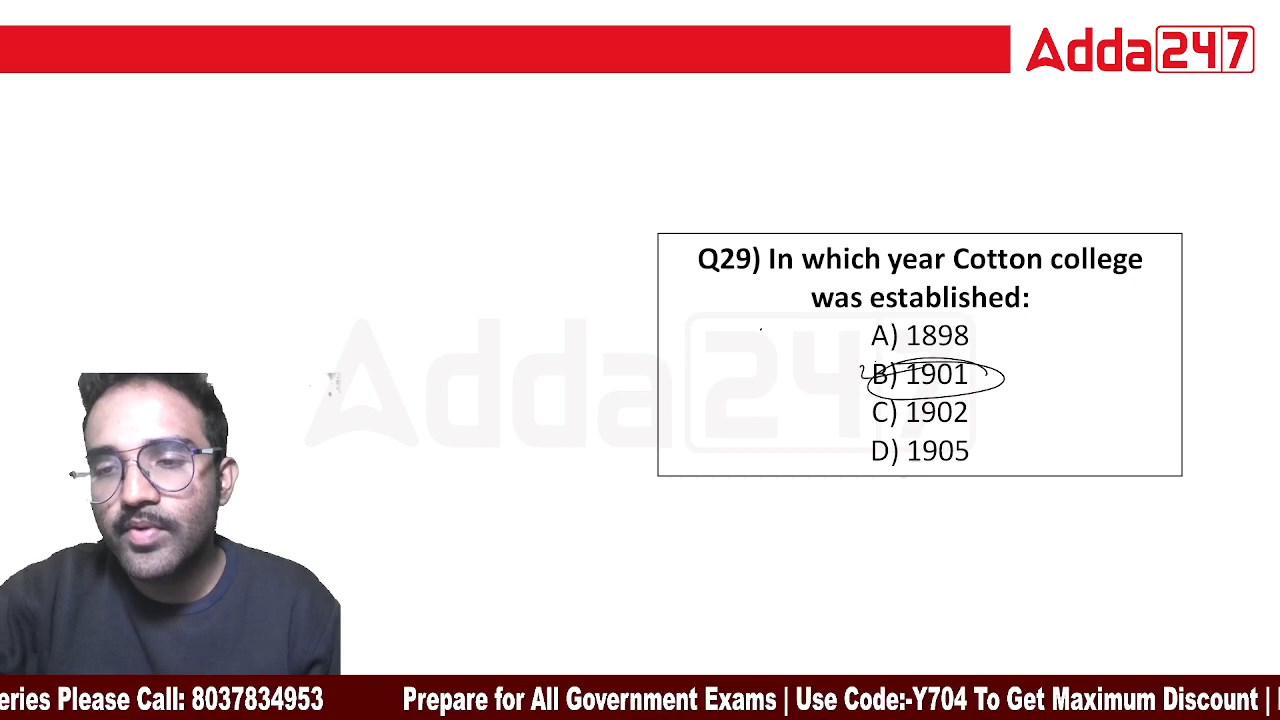 Adda247
Q29) In which year Cotton college
was established:
A) 1898
B) 1901
C) 1902
D) 1905
Adda247
eries Please Call: 8037834953 Prepare for All Government Exams | Use Code:-Y704 To Get Maximum Discount |